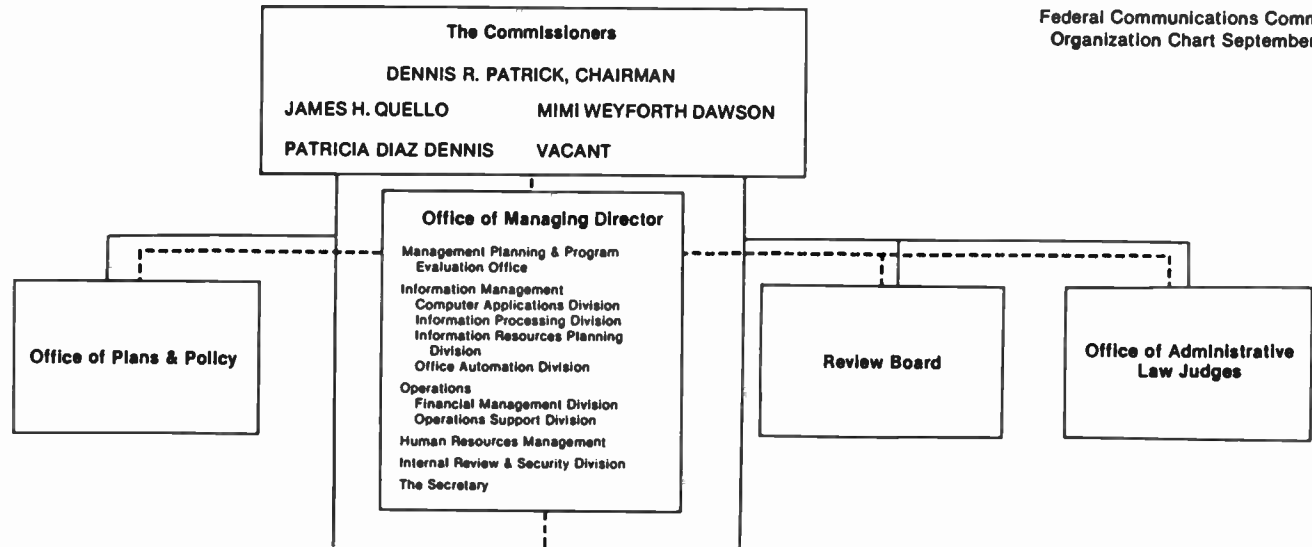 Federal Communications Comm
Organization Chart September
The Commissioners
DENNIS R. PATRICK, CHAIRMAN
JAMES H. QUELLO MIMI WEYFORTH DAWSON
PATRICIA DIAZ DENNIS VACANT
Office of Managing Director
Management Planning & Program
Evaluation Office
Information Management
Computer Applications Division
Information Processing Division
Information Resources Planning
Division
Office Automation Division
Operations
Financial Management Division
Operations Support Division
Human Resources Management
Internal Review & Security Division
The Secretary
Office of Plans & Policy
Review Board
Office of Administrative
Law Judges